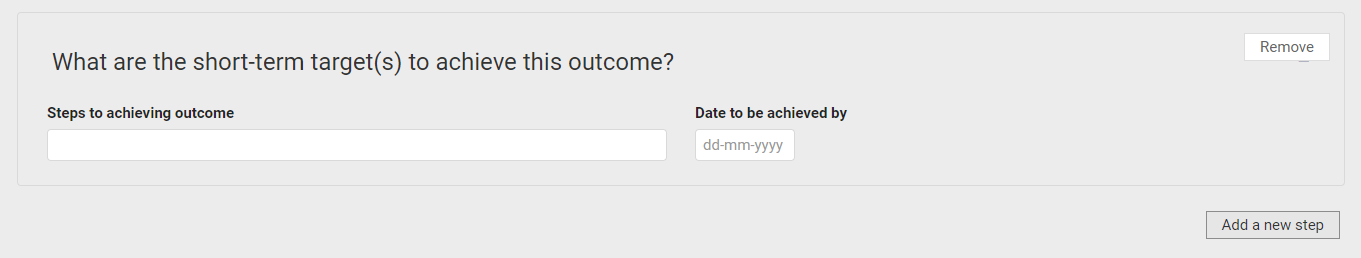 What are the short-term target(s) to achieve this outcome?
Remove
Steps to achieving outcome
Date to be achieved by
dd-mm-yyyy
Add a new step